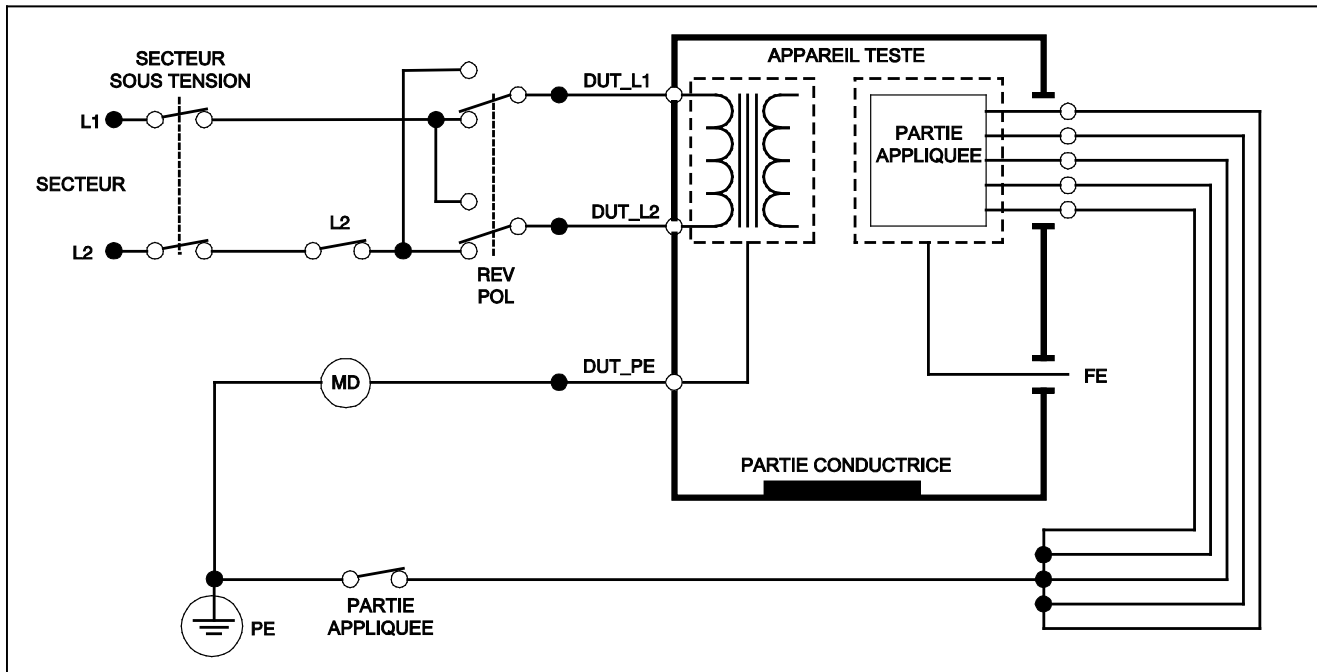 SECTEUR
SOUS TENSION
APPAREIL TESTE
DUT_L1
L1
PARTIE
APPLIQUEE
SECTEUR
L2
DUT_L2
L2
REV
POL
DUT_PE
MD
FE
PARTIE CONDUCTRICE
PARTIE
APPLIQUEE
PE